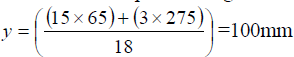 y = ( ((15×65)+(3×275)) / 18 ) =100mm